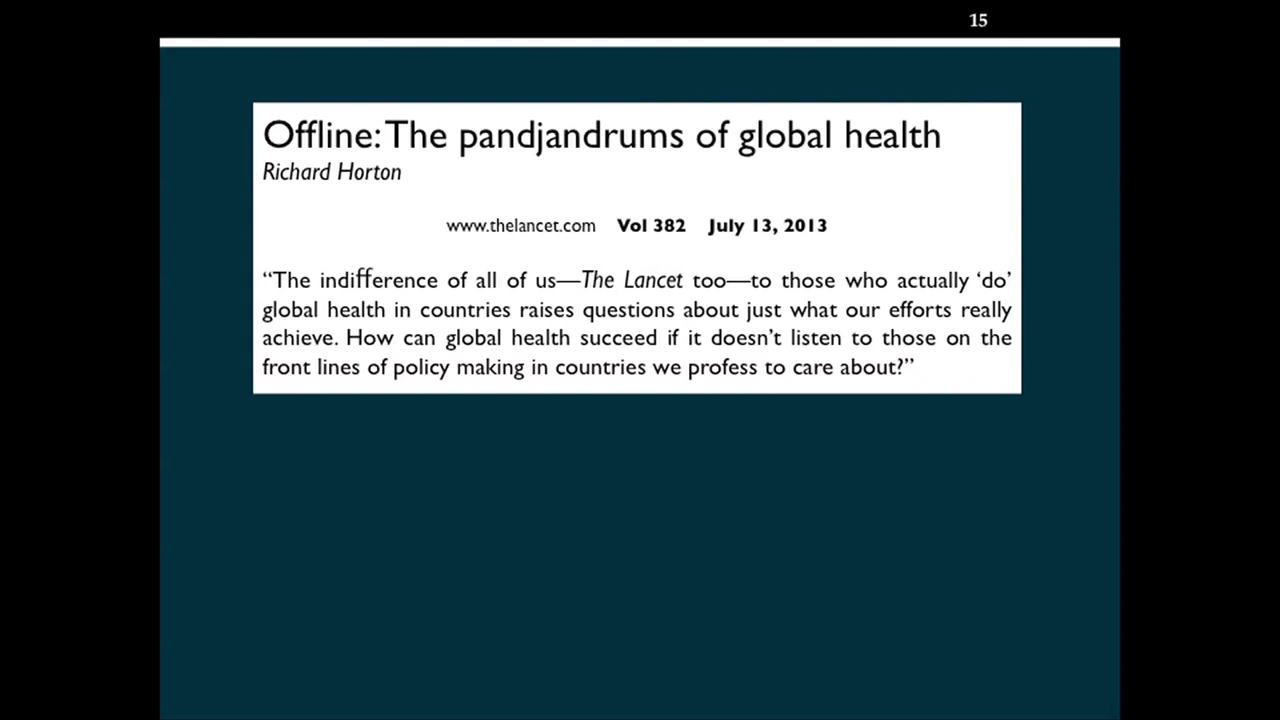 15
Offline: The pandjandrums of global health
Richard Horton
www.thelancet.com Vol 382 July 13, 2013
“The indifference of all of us—The Lancet too—to those who actually ‘do’
global health in countries raises questions about just what our efforts really
achieve. How can global health succeed if it doesn’t listen to those on the
front lines of policy making in countries we profess to care about?”